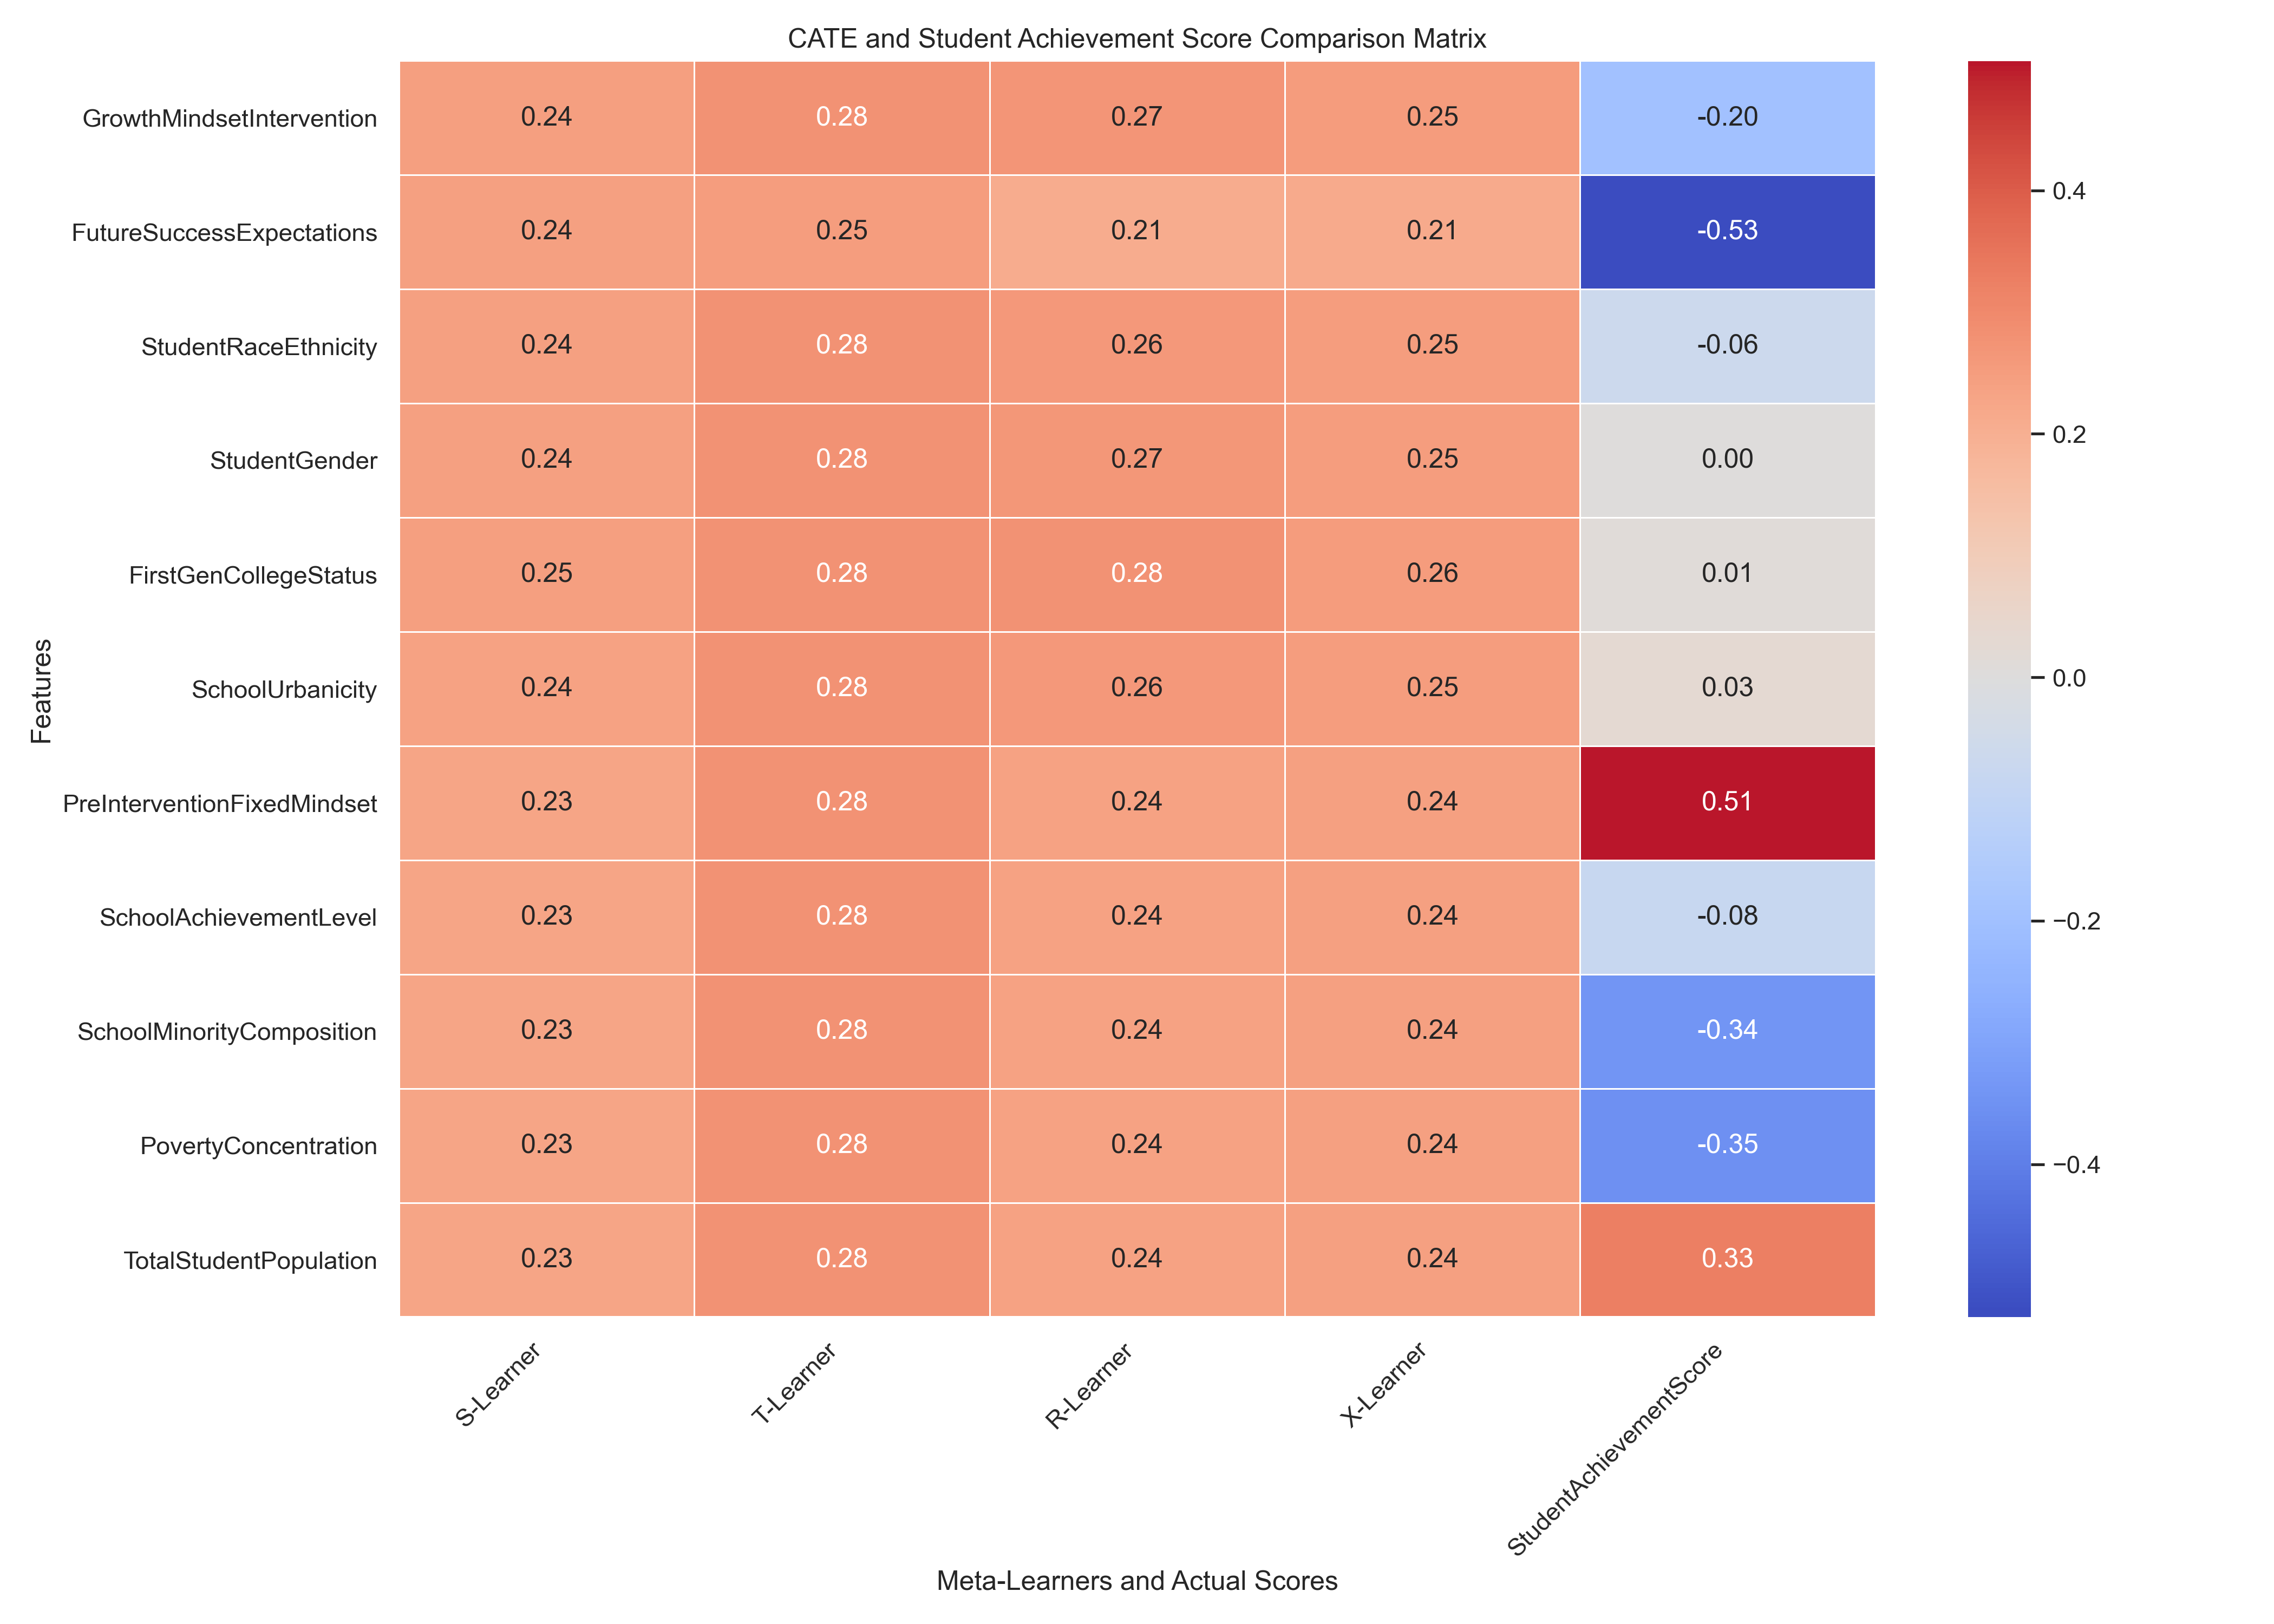 CATE and Student Achievement Score Comparison Matrix
GrowthMindsetIntervention 0.24 0.28 0.27 0.25 -0.20
FutureSuccessExpectations 0.24 0.25 0.21 0.21 -0.53
StudentRaceEthnicity 0.24 0.28 0.26 0.25 -0.06
StudentGender 0.24 0.28 0.27 0.25 0.00
FirstGenCollegeStatus 0.25 0.28 0.28 0.26 0.01
SchoolUrbanicity 0.24 0.28 0.26 0.25 0.03
PreInterventionFixedMindset 0.23 0.28 0.24 0.24 0.51
SchoolAchievementLevel 0.23 0.28 0.24 0.24 -0.08
SchoolMinorityComposition 0.23 0.28 0.24 0.24 -0.34
PovertyConcentration 0.23 0.28 0.24 0.24 -0.35
TotalStudentPopulation 0.23 0.28 0.24 0.24 0.33
Features
S-Learner
T-Learner
R-Learner
X-Learner
StudentAchievementScore
Meta-Learners and Actual Scores
0.4
0.2
0.0
−0.2
−0.4